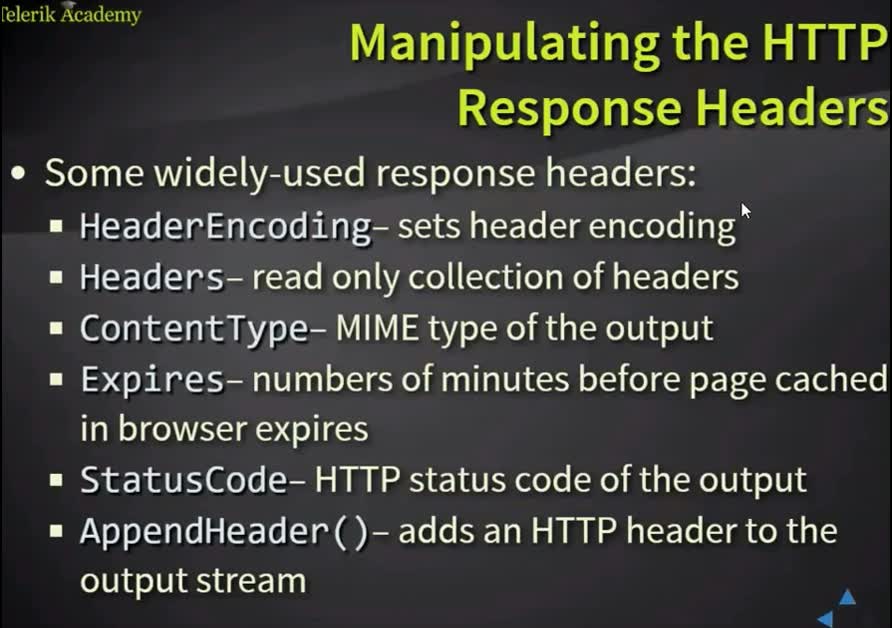 Telerik Academy
Manipulating the HTTP
Response Headers
• Some widely-used response headers:
▪ HeaderEncoding– sets header encoding
▪ Headers– read only collection of headers
▪ ContentType– MIME type of the output
▪ Expires– numbers of minutes before page cached
in browser expires
▪ StatusCode– HTTP status code of the output
▪ AppendHeader()– adds an HTTP header to the
output stream